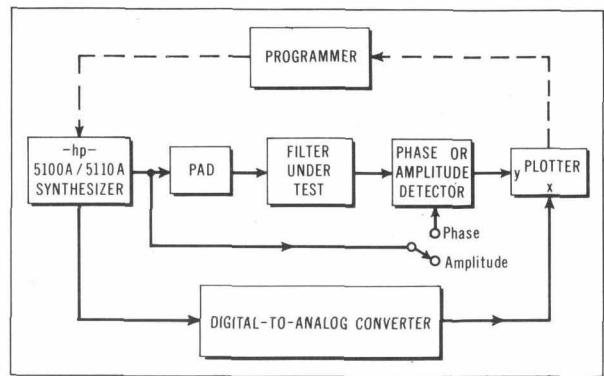 PROGRAMMER
-hp-
5100A/5110A
SYNTHESIZER
PAD
FILTER
UNDER
TEST
PHASE OR
AMPLITUDE
DETECTOR
y PLOTTER
x
Phase
Amplitude
DIGITAL-TO-ANALOG CONVERTER